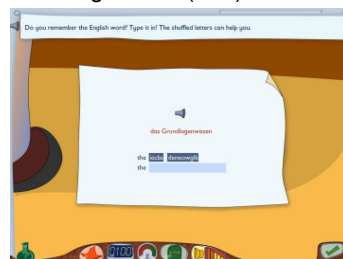 Do you remember the English word? Type it in! The shuffled letters can help you.
das Grundlagenwissen
the
the
0100